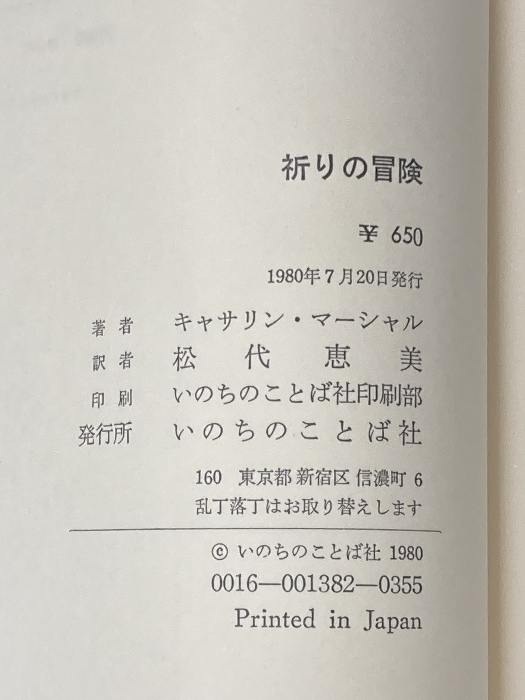 祈りの冒険
¥ 650
1980年7月20日発行
著者 キャサリン・マーシャル
訳者 松代恵美
印刷 いのちのことば社印刷部
発行所 いのちのことば社
160 東京都新宿区信濃町6
乱丁落丁はお取り替えします
© いのちのことば社 1980
0016—001382—0355
Printed in Japan